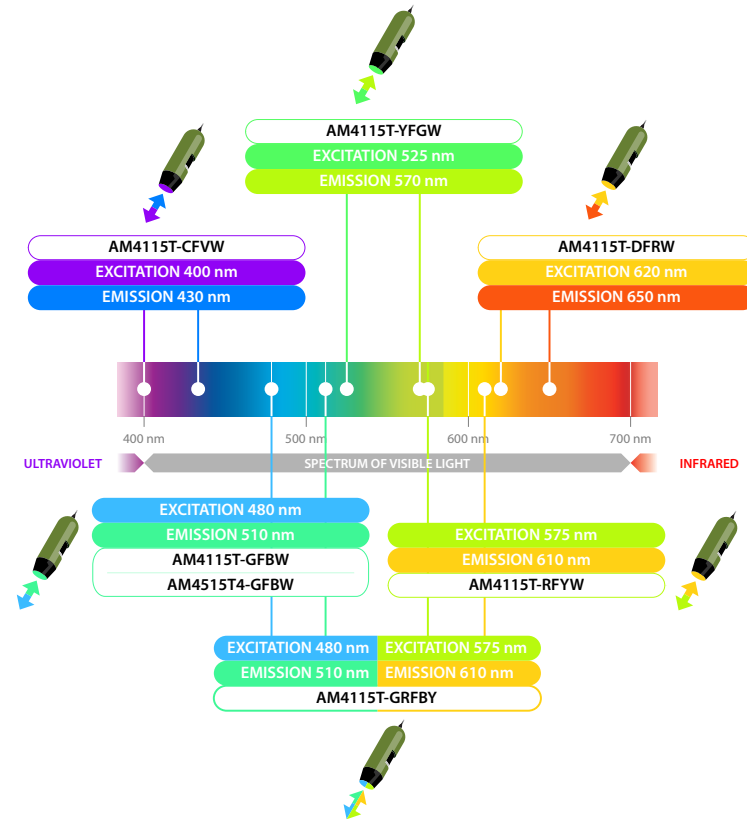 AM4115T-YFGW
EXCITATION 525 nm
EMISSION 570 nm
AM4115T-CFVW
EXCITATION 400 nm
EMISSION 430 nm
AM4115T-DFRW
EXCITATION 620 nm
EMISSION 650 nm
400 nm
500 nm
600 nm
700 nm
ULTRAVIOLET
SPECTRUM OF VISIBLE LIGHT
INFRARED
EXCITATION 480 nm
EMISSION 510 nm
AM4115T-GFBW
AM4515T4-GFBW
EXCITATION 575 nm
EMISSION 610 nm
AM4115T-RFYW
EXCITATION 480 nm EXCITATION 575 nm
EMISSION 510 nm EMISSION 610 nm
AM4115T-GRFBY